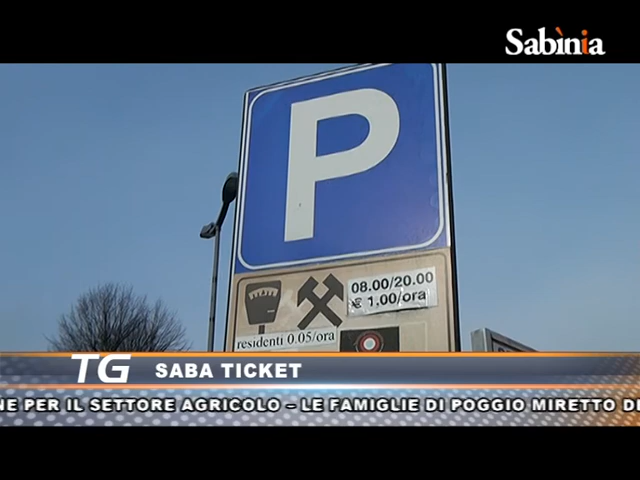 Sabìnia
P
08.00/20.00
€ 1.00/ora
residenti 0.05/ora
TG SABA TICKET
NE PER IL SETTORE AGRICOLO – LE FAMIGLIE DI POGGIO MIRETTO DI